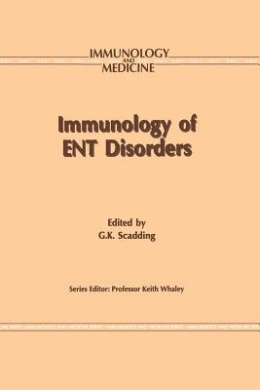 IMMUNOLOGY
AND
MEDICINE
Immunology of
ENT Disorders
Edited by
G.K. Scadding
Series Editor: Professor Keith Whaley